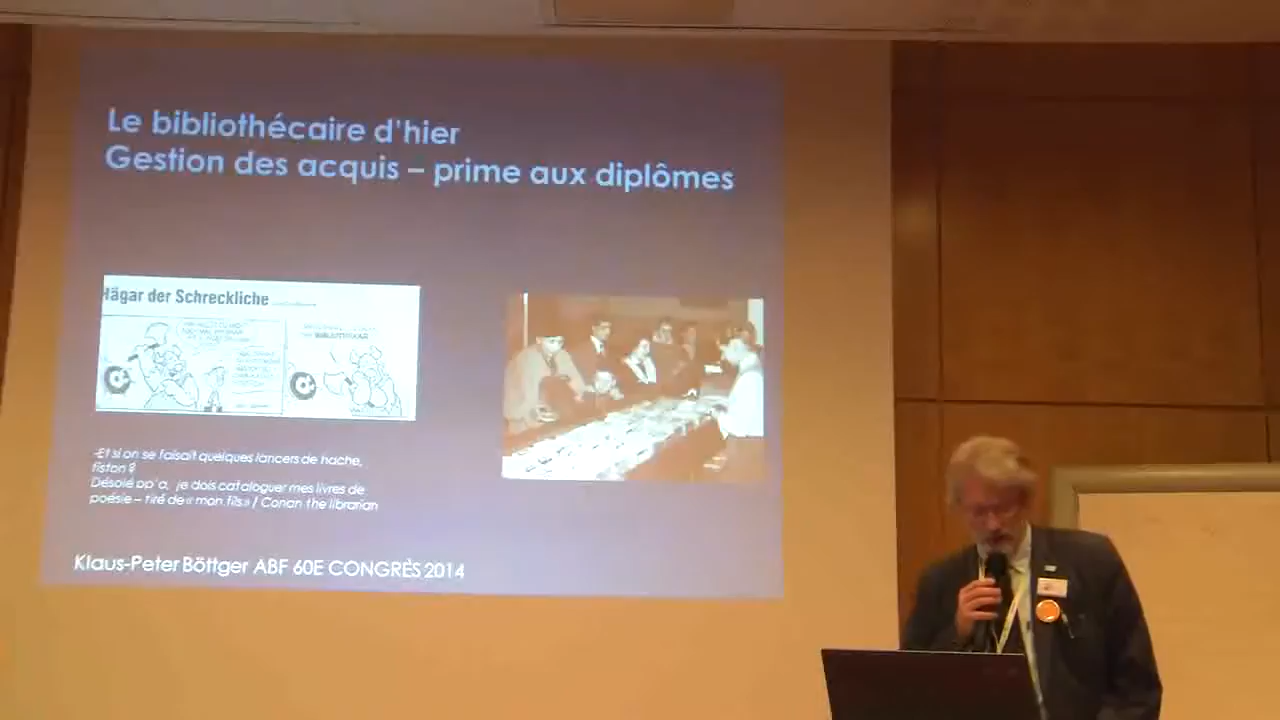 Le bibliothécaire d'hier
Gestion des acquis – prime aux diplômes
Hägar der Schreckliche
-Et si on se faisait quelques lancers de hache,
fiston ?
Désolé pp'a, je dois cataloguer mes livres de
poésie – tiré de « mon fils» / Conan the librarian
Klaus-Peter Böttger ABF 60E CONGRÈS 2014